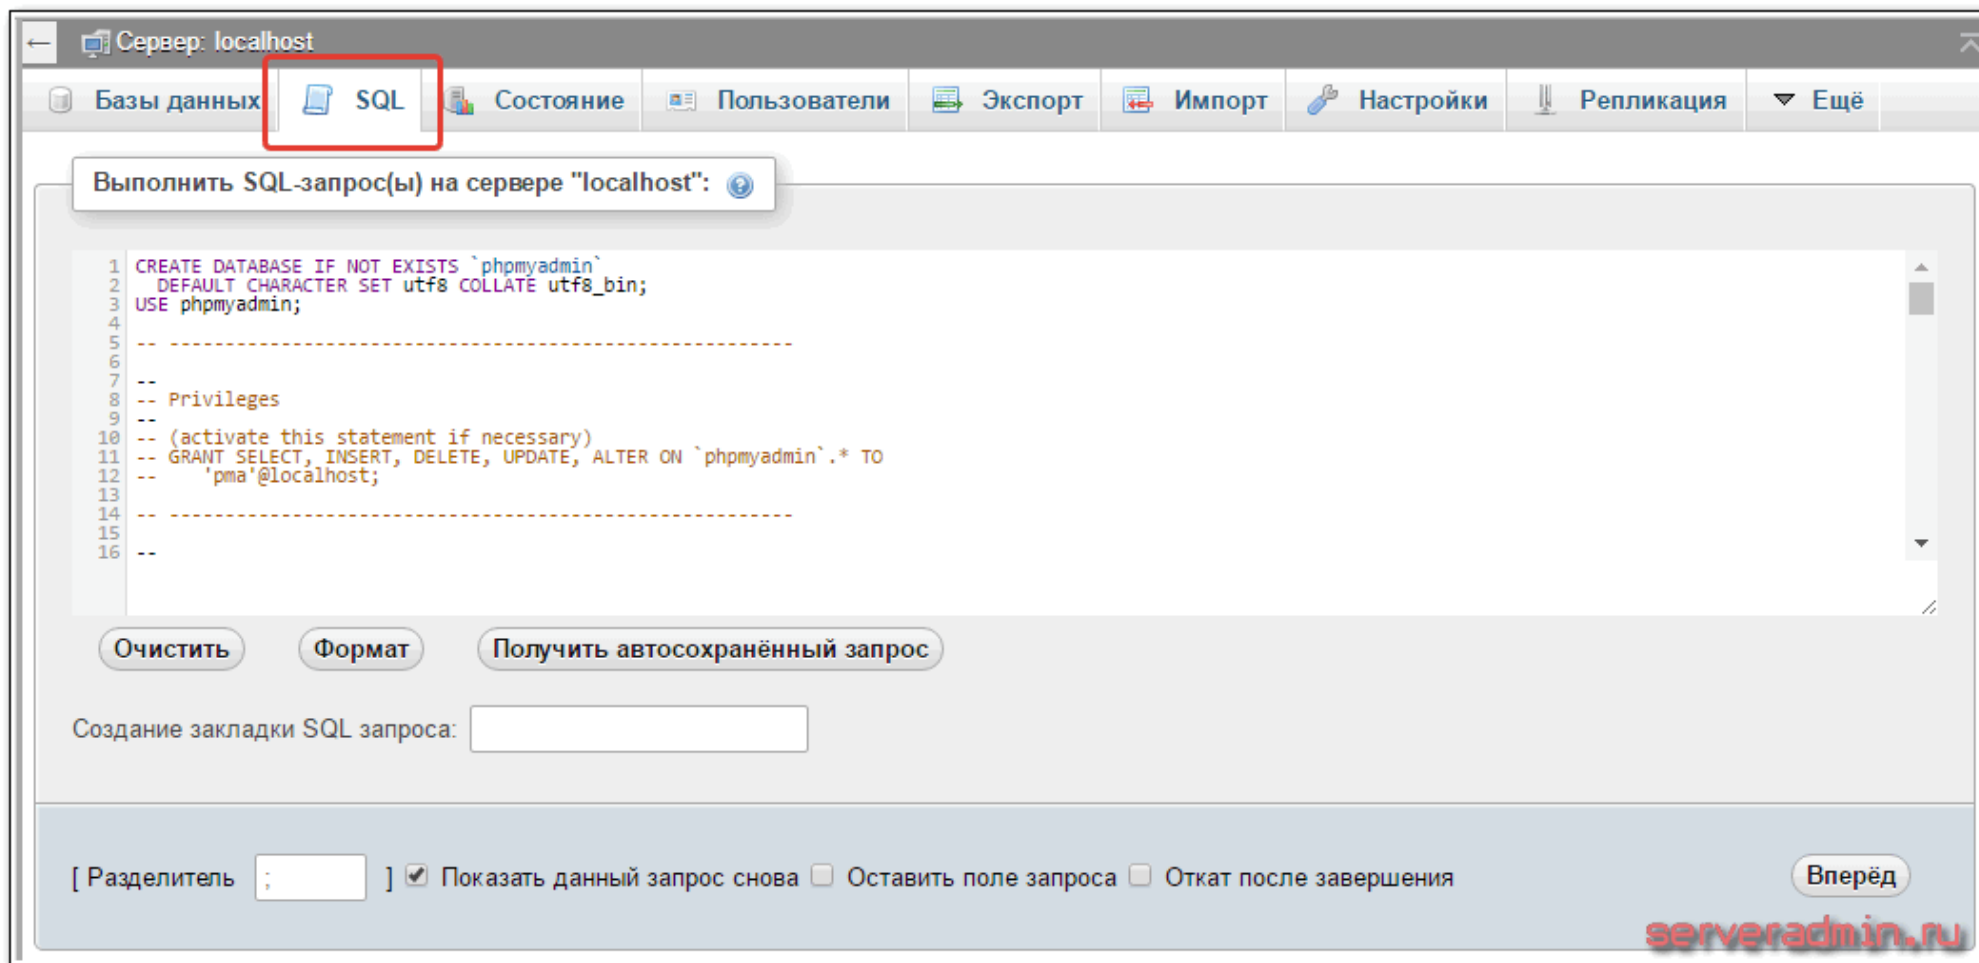 ← Сервер: localhost
Базы данных SQL Состояние Пользователи Экспорт Импорт Настройки Репликация Ещё
Выполнить SQL-запрос(ы) на сервере "localhost":
1 CREATE DATABASE IF NOT EXISTS `phpmyadmin`
2 DEFAULT CHARACTER SET utf8 COLLATE utf8_bin;
3 USE phpmyadmin;
4
5 -- --------------------------------------------------------
6
7 --
8 -- Privileges
9 --
10 -- (activate this statement if necessary)
11 -- GRANT SELECT, INSERT, DELETE, UPDATE, ALTER ON `phpmyadmin`.* TO
12 -- 'pma'@localhost;
13
14 -- --------------------------------------------------------
15
16 --
Очистить Формат Получить автосохранённый запрос
Создание закладки SQL запроса:
[ Разделитель ; ] Показать данный запрос снова Оставить поле запроса Откат после завершения Вперёд
serveradmin.ru